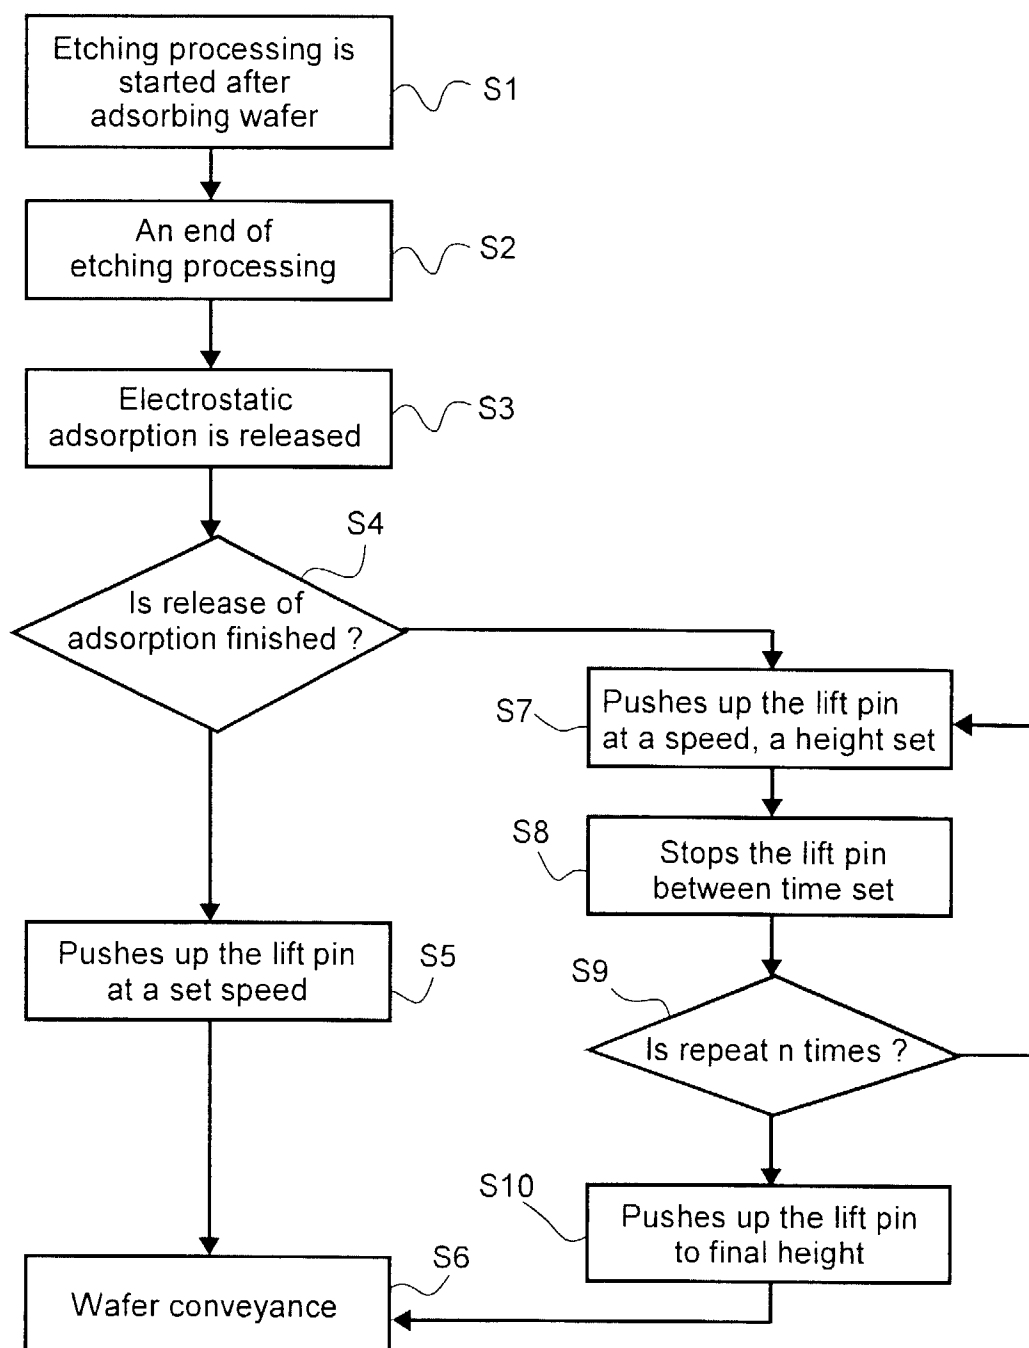 Etching processing is
started after
adsorbing wafer
S1
An end of
etching processing
S2
Electrostatic
adsorption is released
S3
S4
Is release of
adsorption finished ?
S7
Pushes up the lift pin
at a speed, a height set
S8
Stops the lift pin
between time set
Pushes up the lift pin
at a set speed
S5
S9
Is repeat n times ?
S10
Pushes up the lift pin
to final height
S6
Wafer conveyance